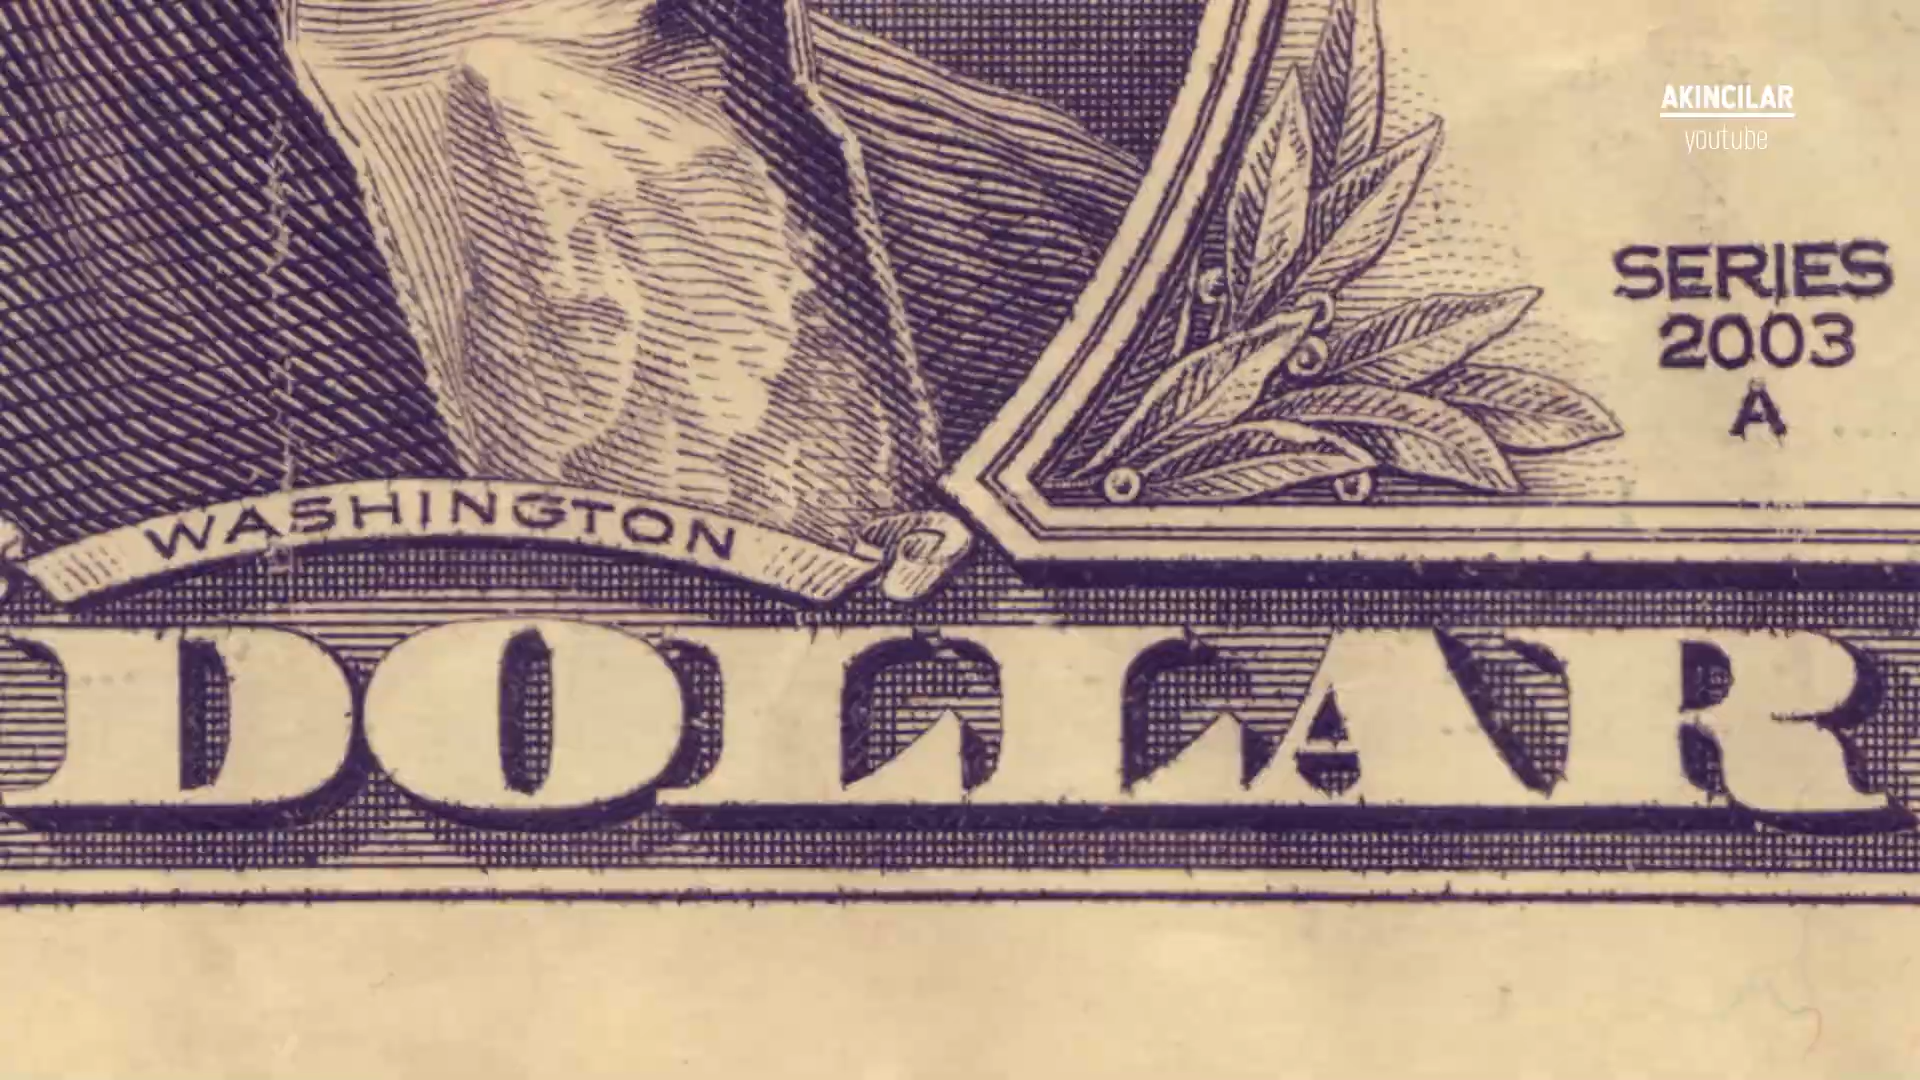 AKINCILAR
youtube
SERIES
2003
A
WASHINGTON
DOLLAR